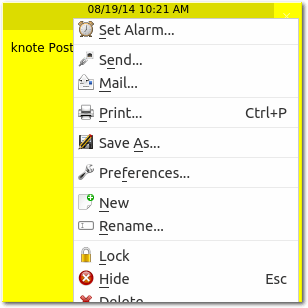 08/19/14 10:21 AM
knote Post
Set Alarm...
Send...
Mail...
Print... Ctrl+P
Save As...
Preferences...
New
Rename...
Lock
Hide Esc
Delete